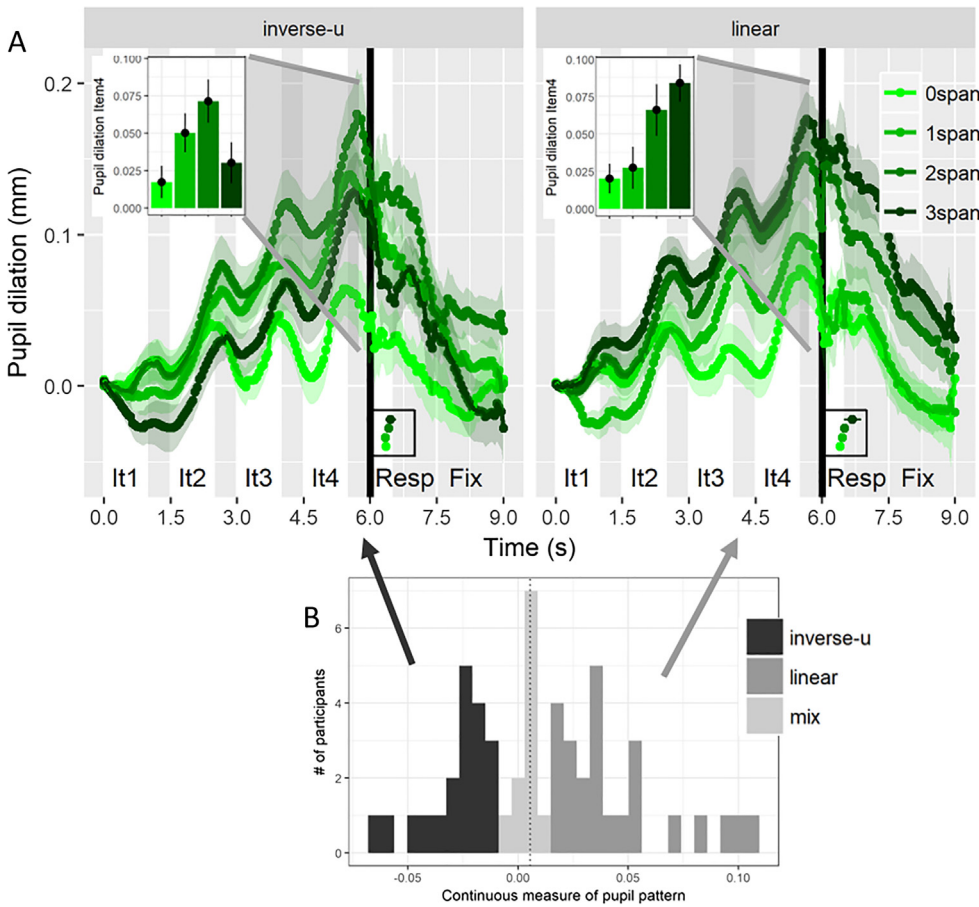 A
inverse-u
linear
Pupil dilation (mm)
0.2
0.1
0.0
Pupil dilation Item4
0.100
0.075
0.050
0.025
0.000
Pupil dilation Item4
0.100
0.075
0.050
0.025
0.000
0span
1span
2span
3span
It1 It2 It3 It4 Resp Fix
It1 It2 It3 It4 Resp Fix
0.0 1.5 3.0 4.5 6.0 7.5 9.0
0.0 1.5 3.0 4.5 6.0 7.5 9.0
Time (s)
B
# of participants
6
4
2
0
inverse-u
linear
mix
-0.05 0.00 0.05 0.10
Continuous measure of pupil pattern